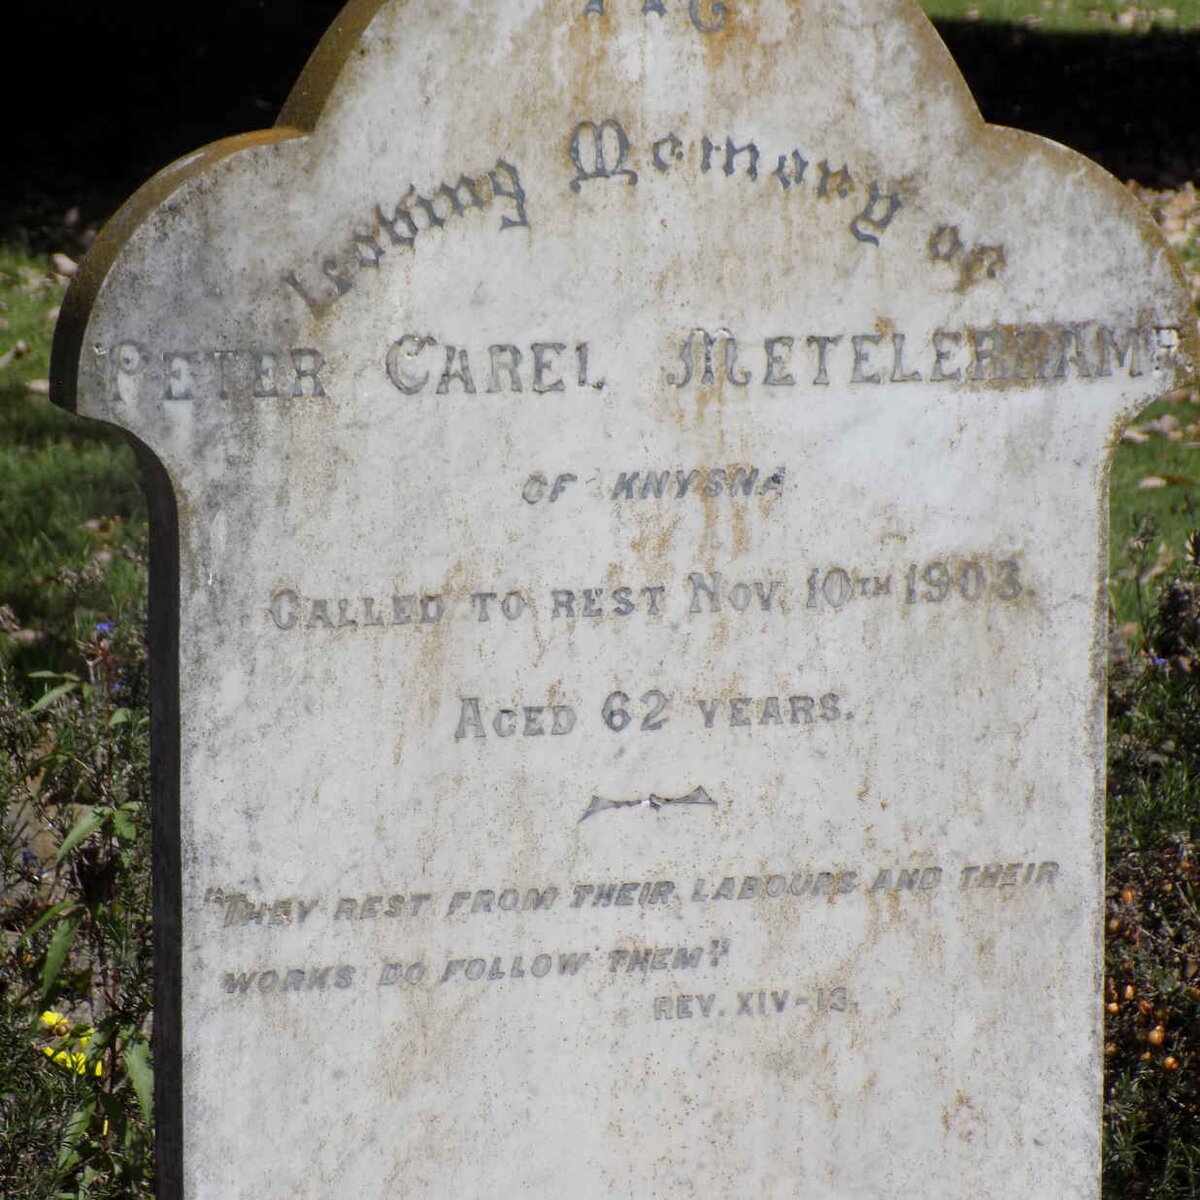 In
Loving Memory of
PETER CAREL METELERKAMP
OF KNYSNA
CALLED TO REST NOV. 10TH 1903.
AGED 62 YEARS.
"THEY REST FROM THEIR LABOURS AND THEIR
WORKS DO FOLLOW THEM"
REV. XIV-13.